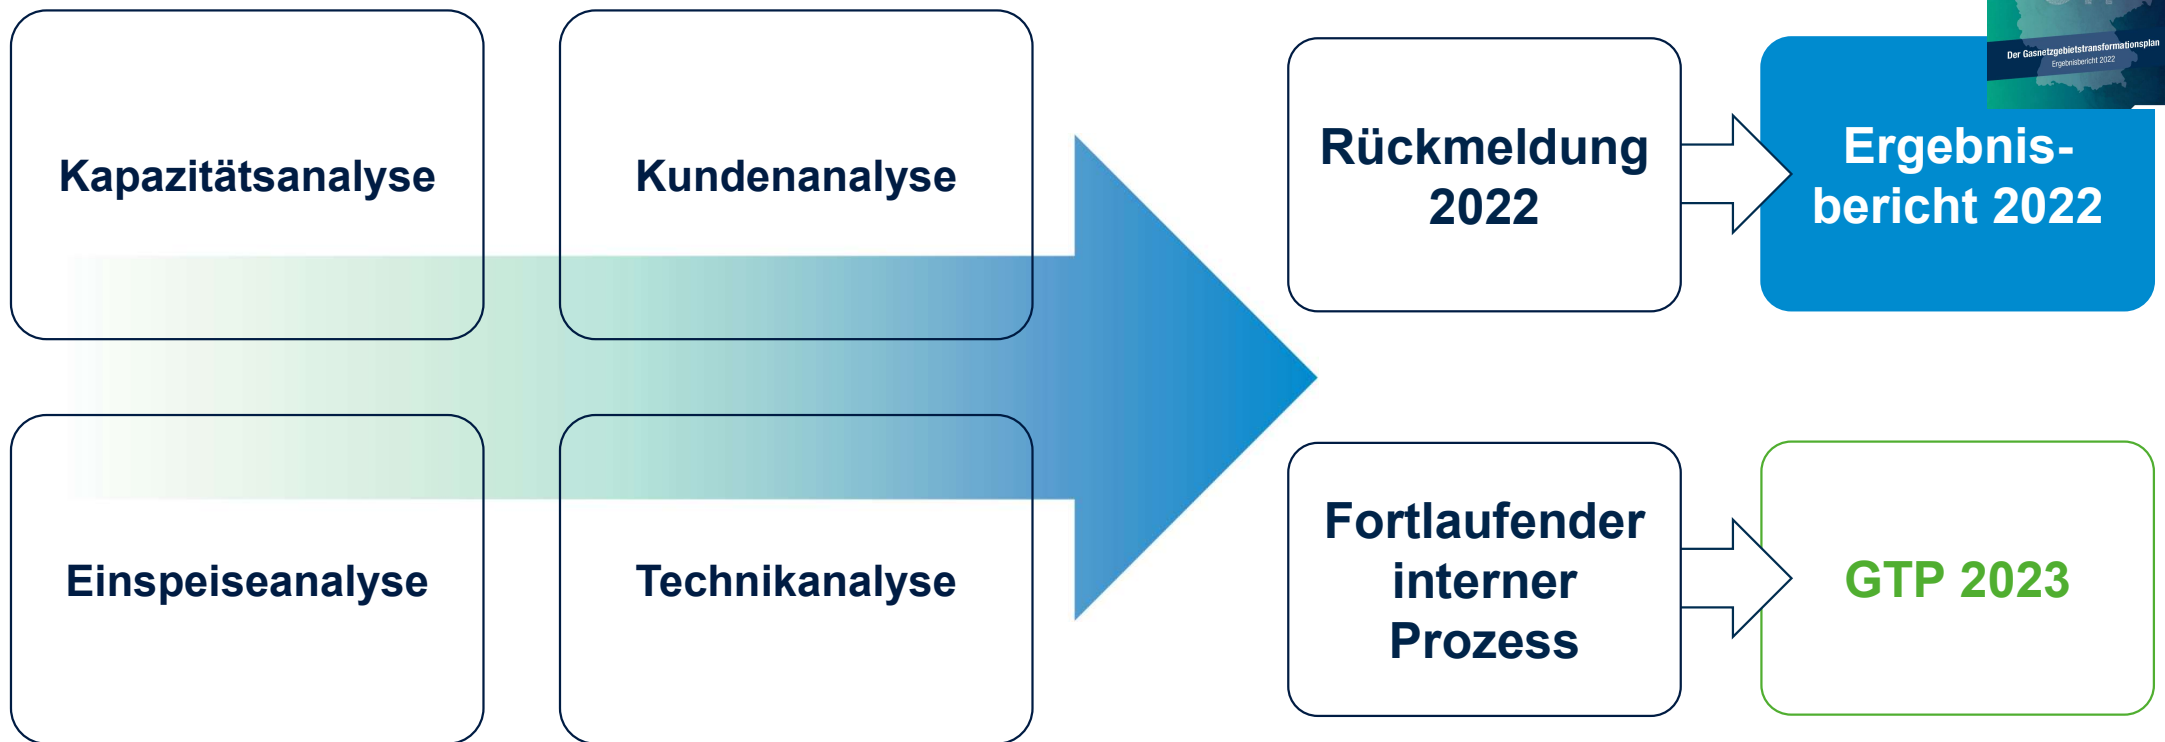 Kapazitätsanalyse
Kundenanalyse
Einspeiseanalyse
Technikanalyse
Rückmeldung
2022
Der Gasnetzgebietstransformationsplan
Ergebnisbericht 2022
Ergebnis-
bericht 2022
Fortlaufender
interner
Prozess
GTP 2023